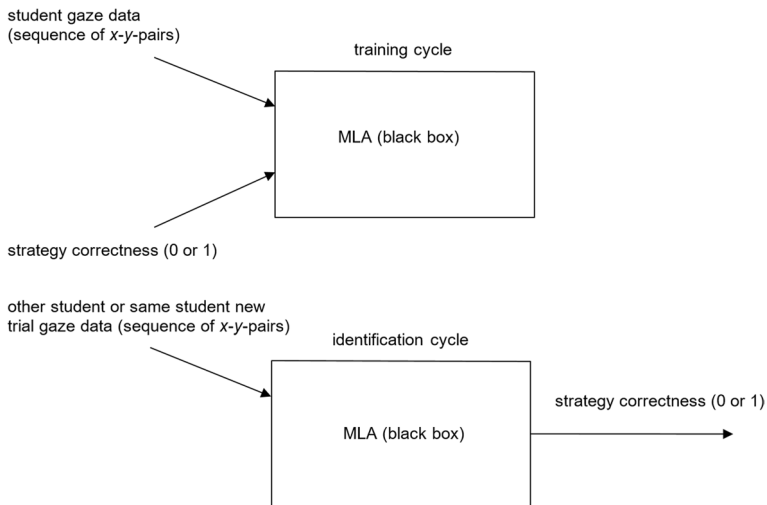 student gaze data
(sequence of x-y-pairs)
training cycle
MLA (black box)
strategy correctness (0 or 1)
other student or same student new
trial gaze data (sequence of x-y-pairs)
identification cycle
strategy correctness (0 or 1)
MLA (black box)